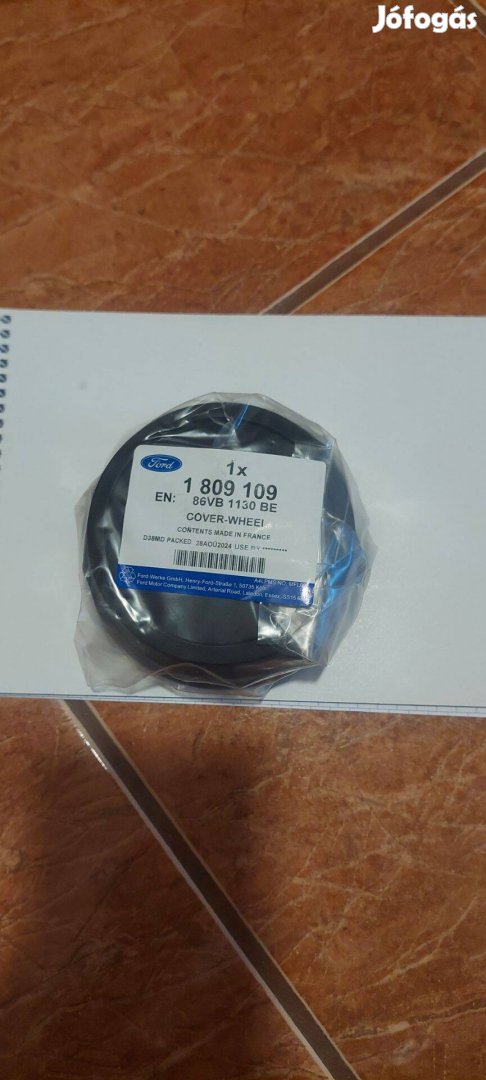 Jófogás
Ford
1x
1 809 109
EN: 86VB 1130 BE
COVER-WHEEL
CONTENTS MADE IN FRANCE
D38MD PACKED 28AOÛ2024 USE BY
Ford-Werke GmbH, Henry-Ford-Straße 1, 50735
Ford Motor Company Limited, Arterial Road, Laindon, Essex,